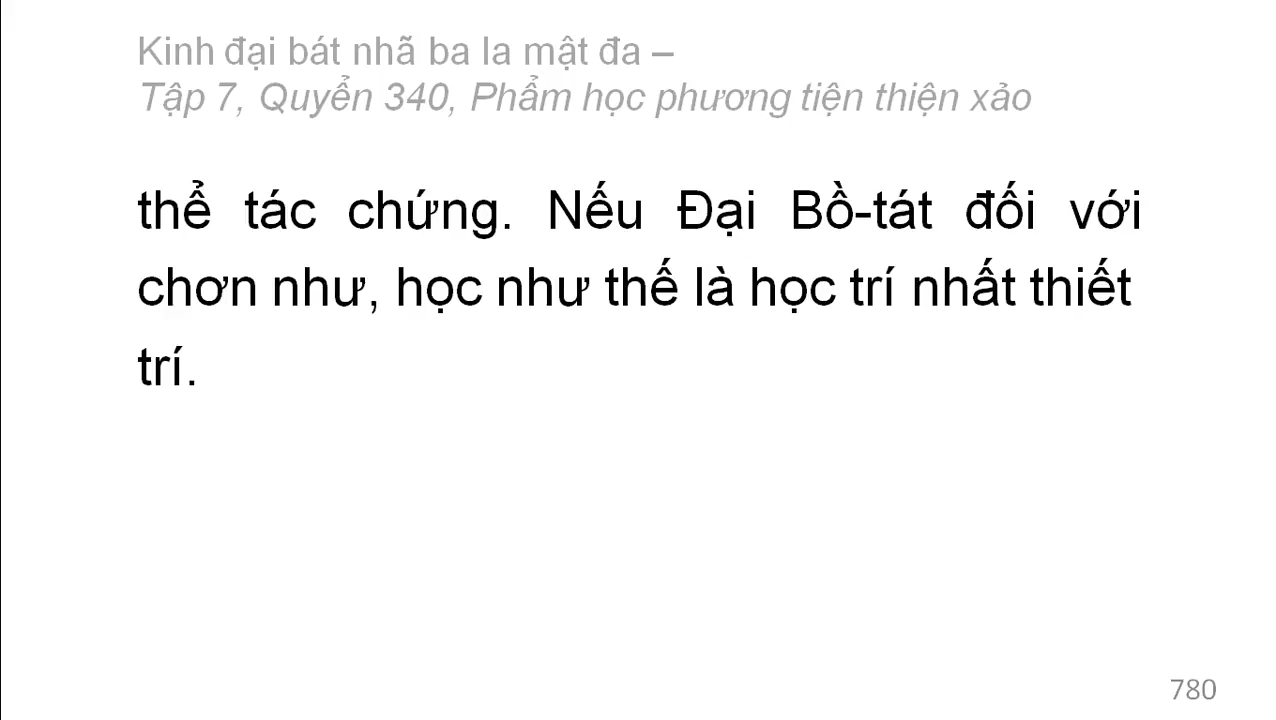 Kinh đại bát nhã ba la mật đa –
Tập 7, Quyển 340, Phẩm học phương tiện thiện xảo
thể tác chứng. Nếu Đại Bồ-tát đối với
chơn như, học như thế là học trí nhất thiết
trí.
780